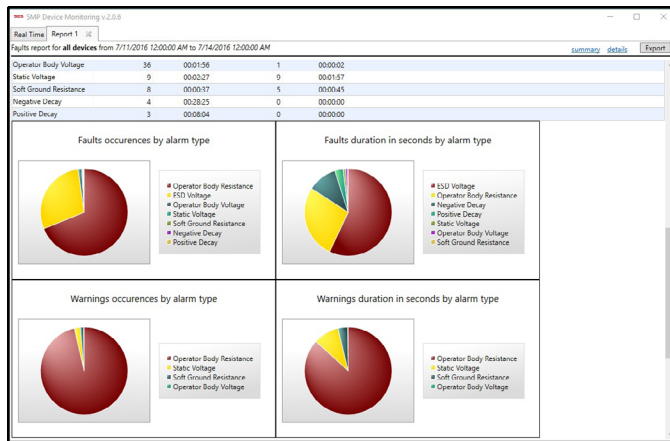 SMP Device Monitoring v.2.0.6
Real Time Report 1
Faults report for all devices from 7/11/2016 12:00:00 AM to 7/14/2016 12:00:00 AM summary details Export
Operator Body Voltage 36 00:01:56 1 00:00:02
Static Voltage 9 00:02:27 9 00:01:57
Soft Ground Resistance 8 00:00:37 5 00:00:45
Negative Decay 4 00:28:25 0 00:00:00
Positive Decay 3 00:08:04 0 00:00:00
Faults occurences by alarm type
Operator Body Resistance
ESD Voltage
Operator Body Voltage
Static Voltage
Soft Ground Resistance
Negative Decay
Positive Decay
Faults duration in seconds by alarm type
ESD Voltage
Operator Body Resistance
Negative Decay
Positive Decay
Static Voltage
Operator Body Voltage
Soft Ground Resistance
Warnings occurences by alarm type
Operator Body Resistance
Static Voltage
Soft Ground Resistance
Operator Body Voltage
Warnings duration in seconds by alarm type
Operator Body Resistance
Static Voltage
Soft Ground Resistance
Operator Body Voltage